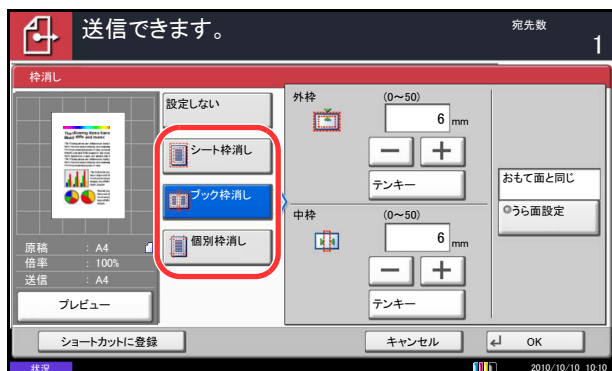 送信できます。
宛先数
1
枠消し
設定しない
シート枠消し
ブック枠消し
個別枠消し
外枠
(0～50)
6 mm
テンキー
中枠
(0～50)
6 mm
テンキー
おもて面と同じ
うら面設定
原稿 : A4
倍率 : 100%
送信 : A4
プレビュー
ショートカットに登録
キャンセル
OK
状況
2010/10/10 10:10